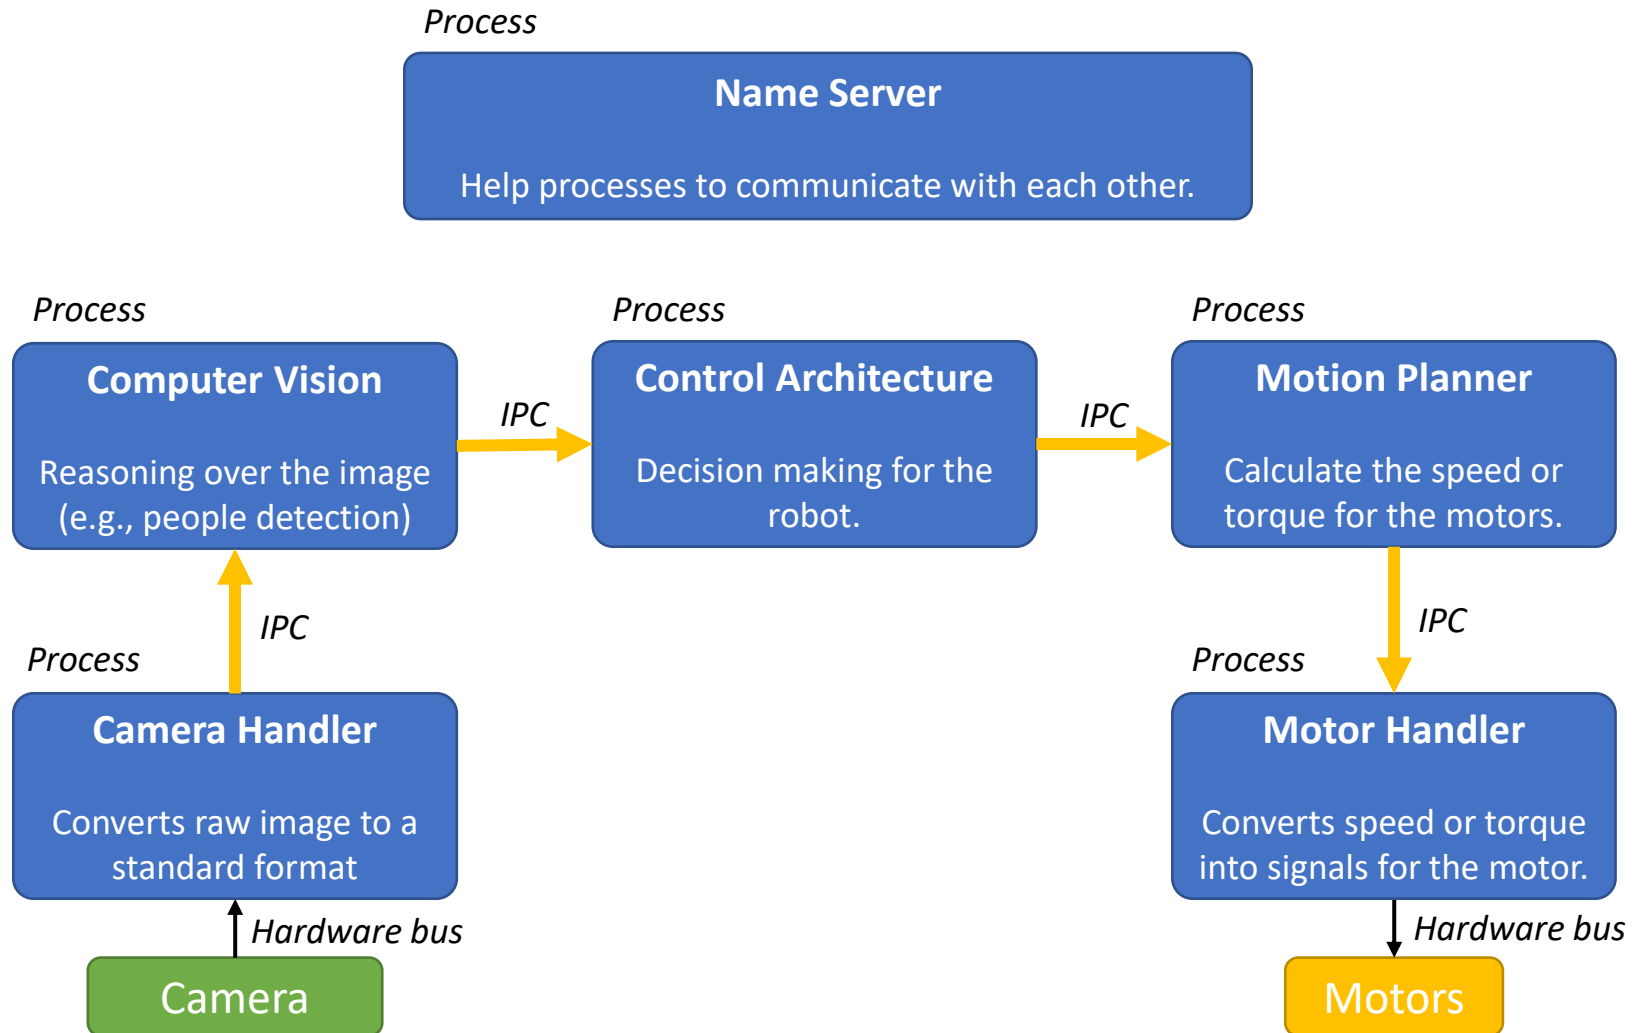 Process
Name Server
Help processes to communicate with each other.
Process
Computer Vision
Reasoning over the image
(e.g., people detection)
IPC
Process
Control Architecture
Decision making for the
robot.
IPC
Process
Motion Planner
Calculate the speed or
torque for the motors.
IPC
IPC
Process
Camera Handler
Converts raw image to a
standard format
Process
Motor Handler
Converts speed or torque
into signals for the motor.
Hardware bus
Hardware bus
Camera
Motors